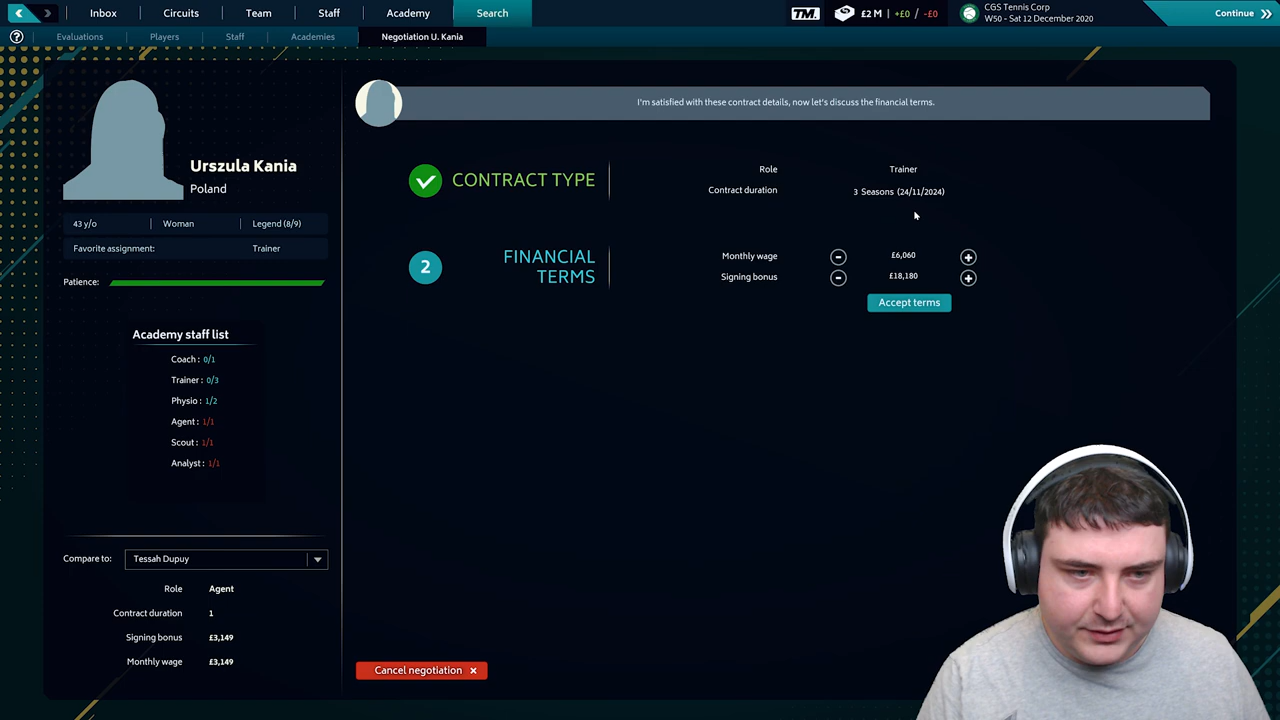 Inbox
Circuits
Team
Staff
Academy
Search
TM.
£2 M | +£0 / -£0
CGS Tennis Corp
W50 - Sat 12 December 2020
Continue
Evaluations
Players
Staff
Academies
Negotiation U. Kania
Urszula Kania
Poland
43 y/o
Woman
Legend (8/9)
Favorite assignment:
Trainer
Patience:
Academy staff list
Coach : 0/1
Trainer : 0/3
Physio : 1/2
Agent : 1/1
Scout : 1/1
Analyst : 1/1
Compare to:
Tessah Dupuy
Role Agent
Contract duration 1
Signing bonus £3,149
Monthly wage £3,149
I'm satisfied with these contract details, now let's discuss the financial terms.
CONTRACT TYPE
Role Trainer
Contract duration 3 Seasons (24/11/2024)
2
FINANCIAL
TERMS
Monthly wage - £6,060 +
Signing bonus - £18,180 +
Accept terms
Cancel negotiation x